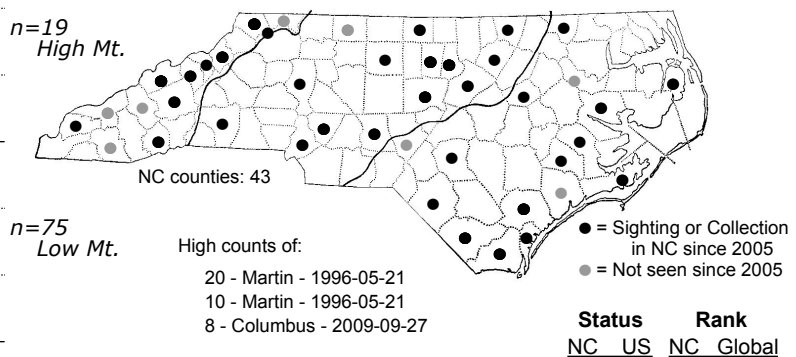 n=19
High Mt.
NC counties: 43
n=75
Low Mt.
High counts of:
20 - Martin - 1996-05-21
10 - Martin - 1996-05-21
8 - Columbus - 2009-09-27
● = Sighting or Collection
in NC since 2005
● = Not seen since 2005
Status Rank
NC US NC Global